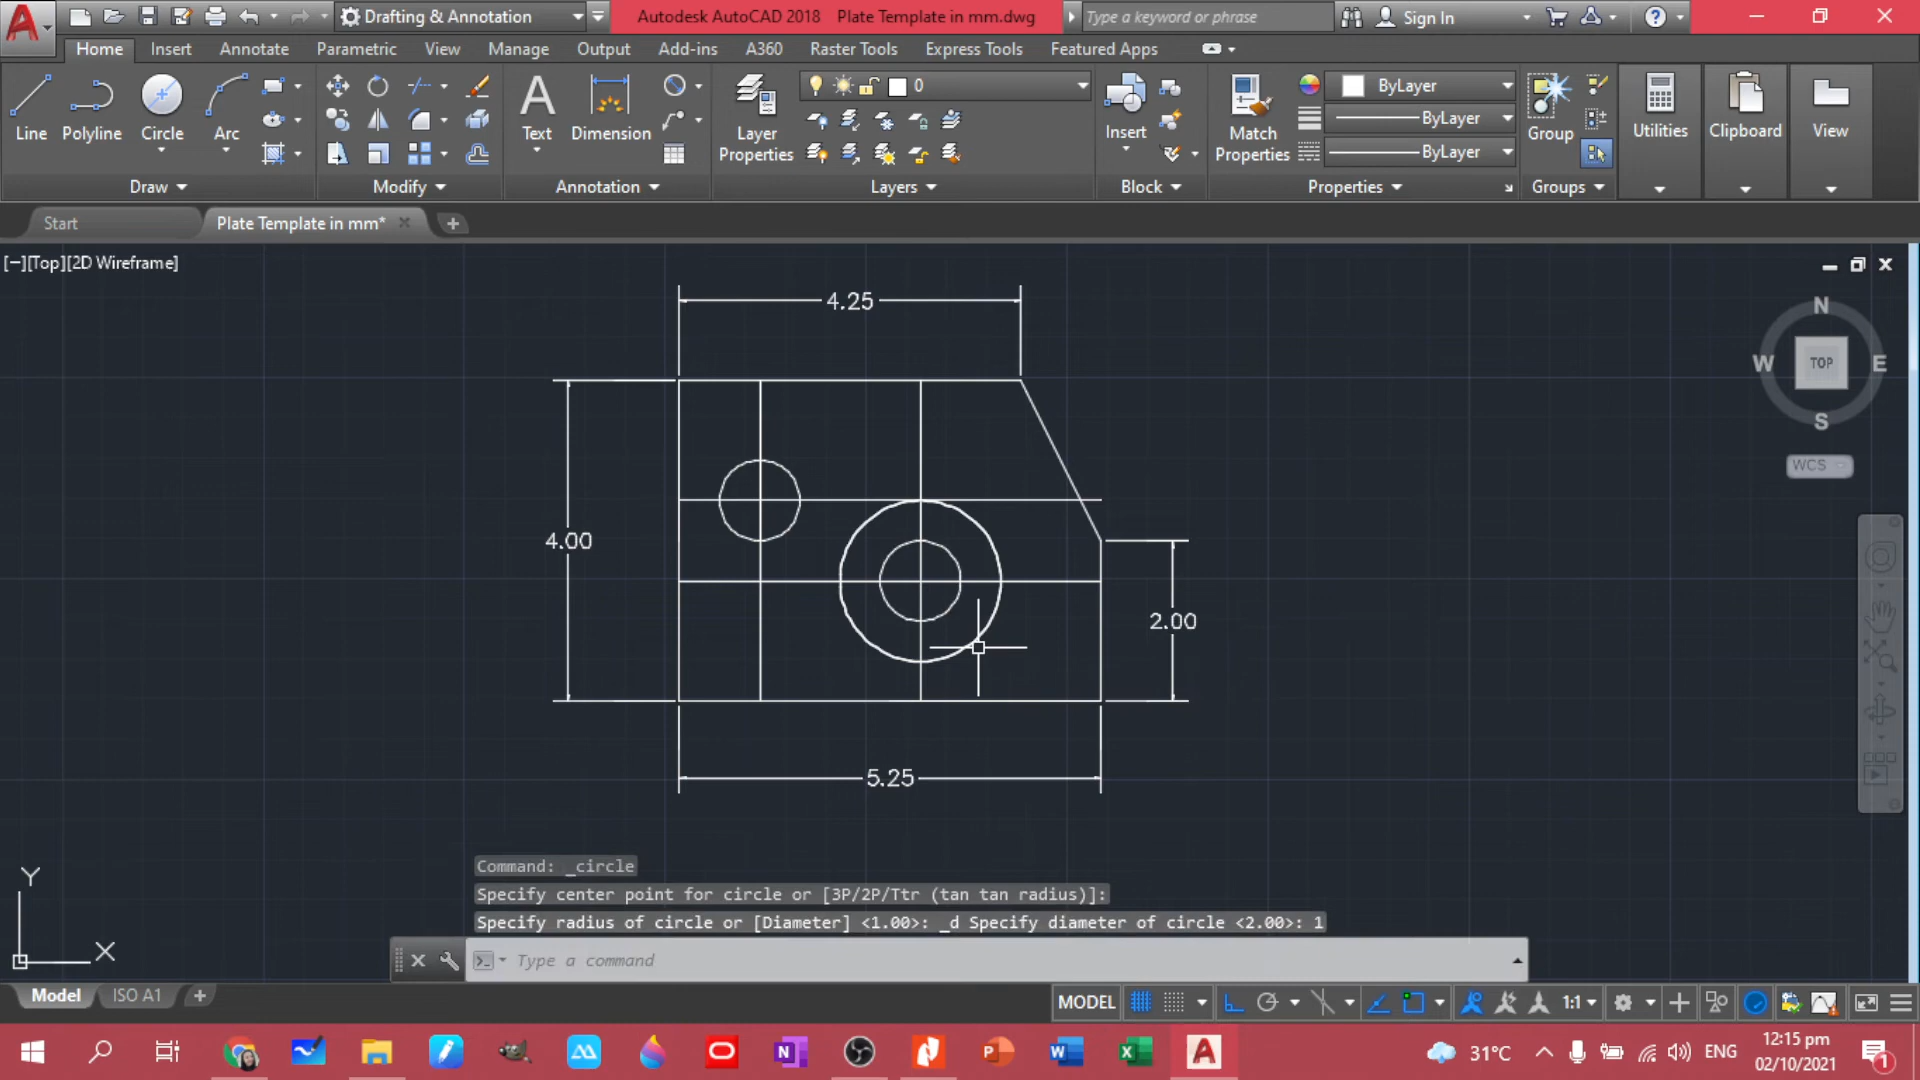 Drafting & Annotation
Autodesk AutoCAD 2018 Plate Template in mm.dwg
Type a keyword or phrase
Sign In
Home Insert Annotate Parametric View Manage Output Add-ins A360 Raster Tools Express Tools Featured Apps
0
ByLayer
ByLayer
ByLayer
Line Polyline Circle Arc
Text Dimension
Layer Properties
Insert
Match Properties
Group Utilities Clipboard View
Draw Modify Annotation Layers Block Properties Groups
Start Plate Template in mm*
[−][Top][2D Wireframe]
4.25
4.00
2.00
5.25
N
W TOP E
S
WCS
Y
X
Command: _circle
Specify center point for circle or [3P/2P/Ttr (tan tan radius)]:
Specify radius of circle or [Diameter] <1.00>: _d Specify diameter of circle <2.00>: 1
Type a command
Model ISO A1
MODEL 1:1
31°C ENG
12:15 pm
02/10/2021
1